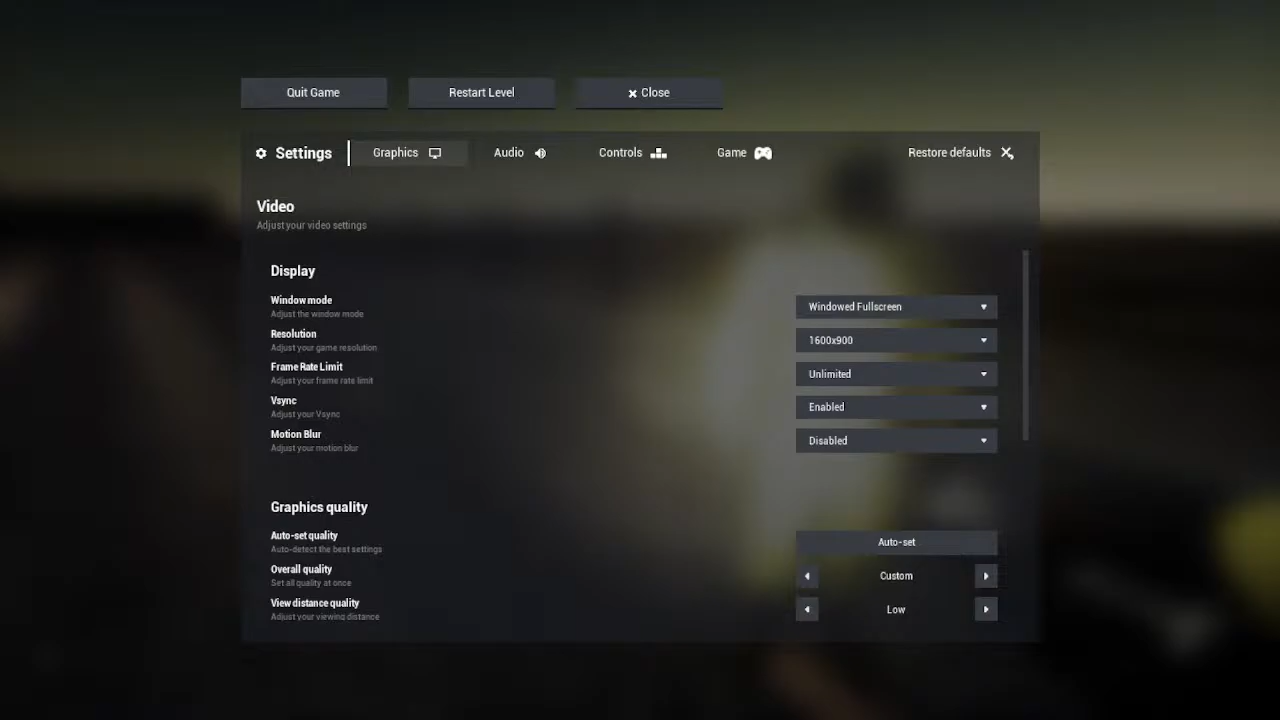 Quit Game
Restart Level
Close
Settings
Graphics
Audio
Controls
Game
Restore defaults
Video
Adjust your video settings
Display
Window mode
Adjust the window mode
Windowed Fullscreen
Resolution
Adjust your game resolution
1600x900
Frame Rate Limit
Adjust your frame rate limit
Unlimited
Vsync
Adjust your Vsync
Enabled
Motion Blur
Adjust your motion blur
Disabled
Graphics quality
Auto-set quality
Auto-detect the best settings
Auto-set
Overall quality
Set all quality at once
Custom
View distance quality
Adjust your viewing distance
Low